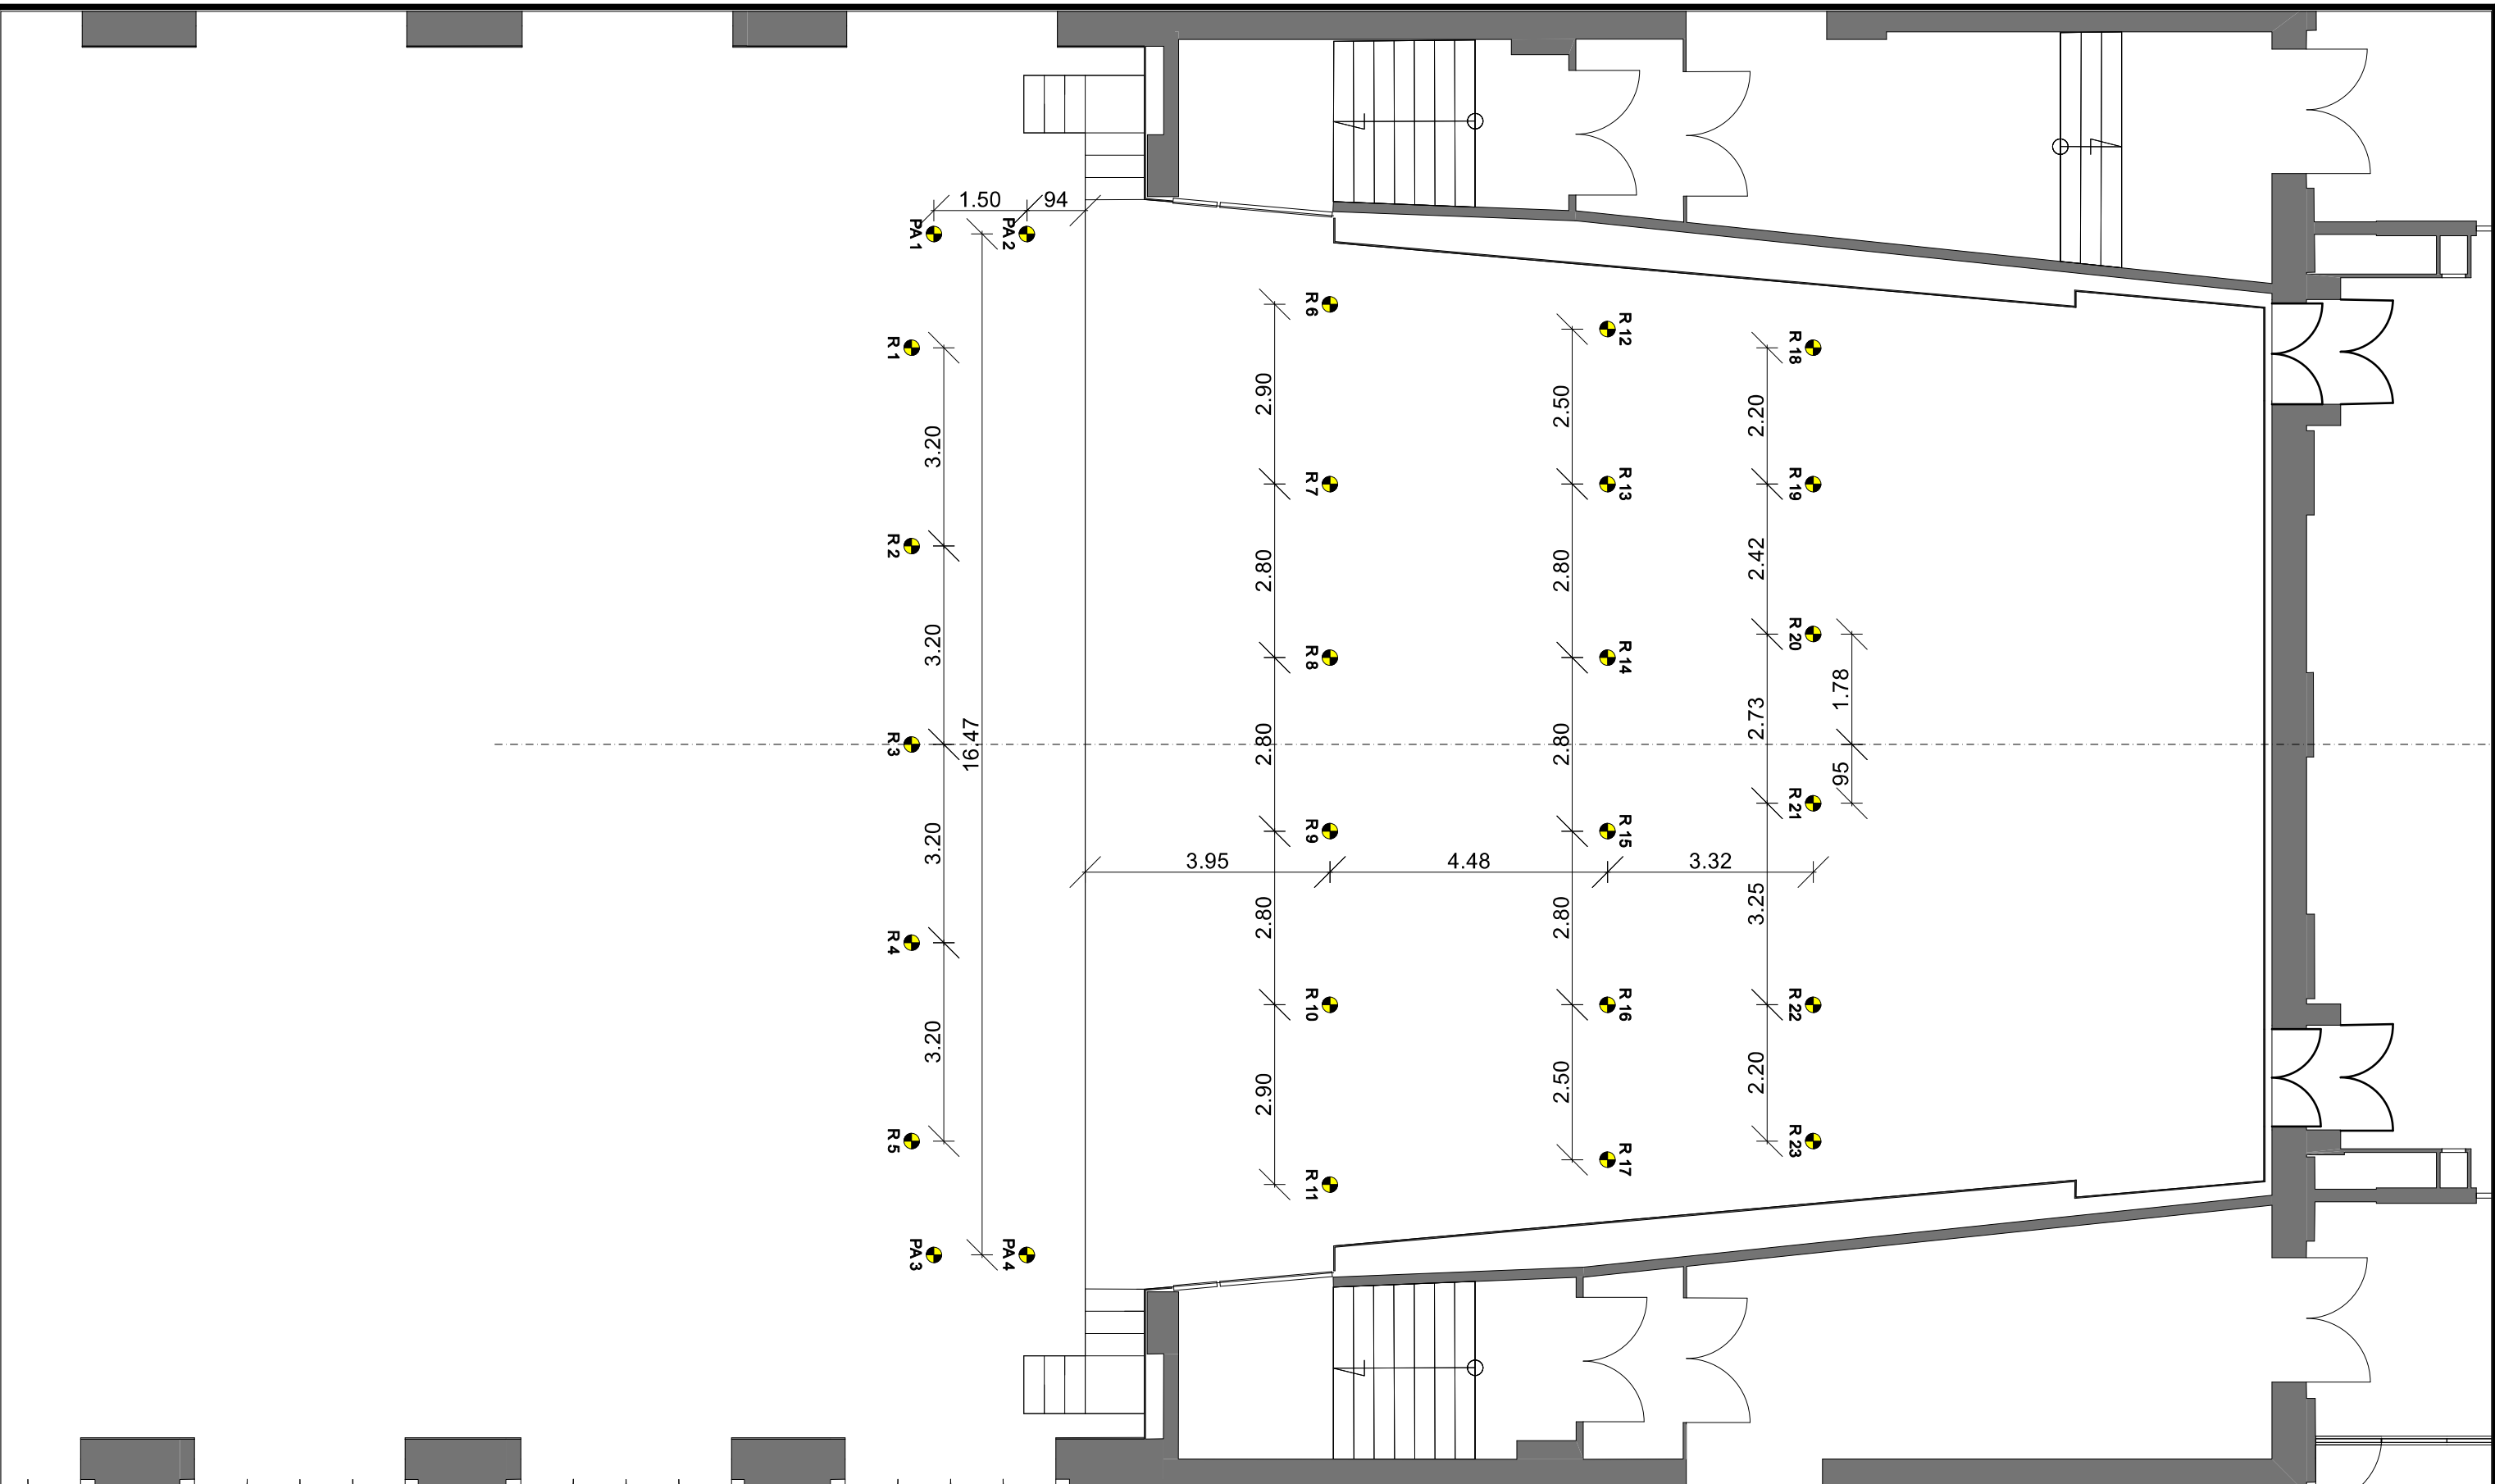 1.50
94
PA 1
PA 2
16.47
R 1
3.20
R 2
3.20
R 3
3.20
R 4
3.20
R 5
PA 3
PA 4
R 6
2.90
R 7
2.80
R 8
2.80
R 9
2.80
R 10
2.90
R 11
R 12
2.50
R 13
2.80
R 14
2.80
R 15
2.80
R 16
2.50
R 17
R 18
2.20
R 19
2.42
R 20
2.73
R 21
3.25
R 22
2.20
R 23
1.78
95
3.95
4.48
3.32